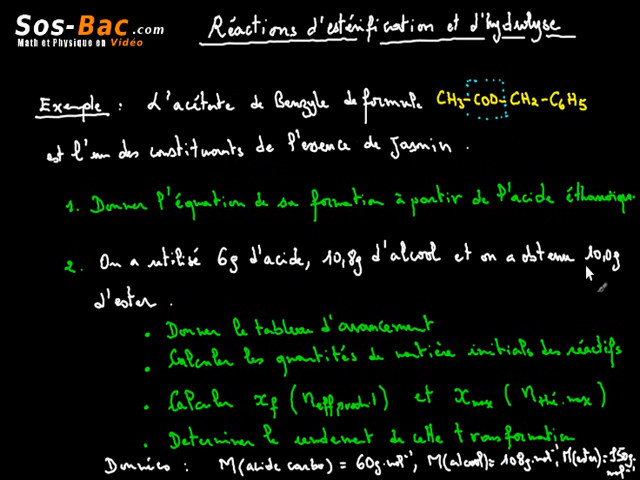 Sos-Bac.com
Math et Physique en Vidéo
Réactions d'estérification et d'hydrolyse
Exemple : L'acétate de Benzyle de formule CH3-COO-CH2-C6H5
est l'un des constituants de l'essence de Jasmin.
1. Donner l'équation de sa formation à partir de l'acide éthanoïque.
2. On a utilisé 6g d'acide, 10,8g d'alcool et on a obtenu 10,0g
d'ester.
• Donner le tableau d'avancement
• Calculer les quantités de matière initials des réactifs
• Calculer xf (neff produit) et xmax (nthé.max)
• Determiner le rendement de cette transformation
Données : M(acide carbo) = 60g.mol-1, M(alcool)=108g.mol-1, M(ester)=150g.mol-1